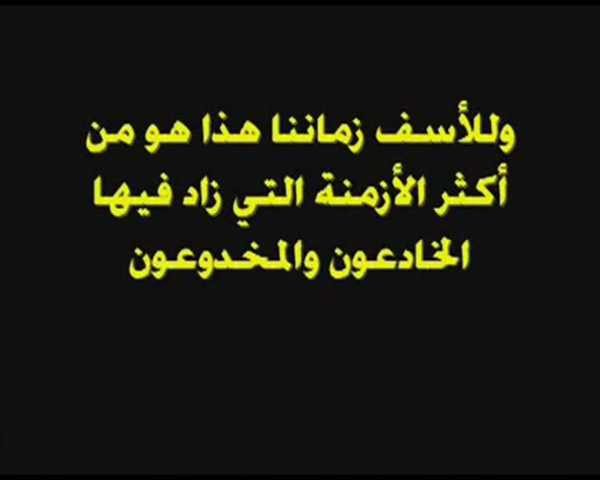 وللأسف زماننا هذا هو من
أكثر الأزمنة التي زاد فيها
الخادعون والمخدوعون